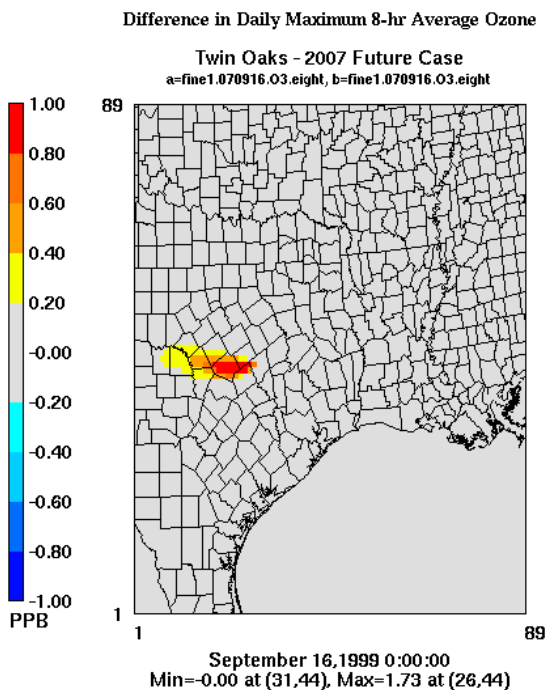 Difference in Daily Maximum 8-hr Average Ozone
Twin Oaks - 2007 Future Case
a=fine1.070916.O3.eight, b=fine1.070916.O3.eight
1.00
0.80
0.60
0.40
0.20
-0.00
-0.20
-0.40
-0.60
-0.80
-1.00
PPB
89
1
1
89
September 16,1999 0:00:00
Min=-0.00 at (31,44), Max=1.73 at (26,44)